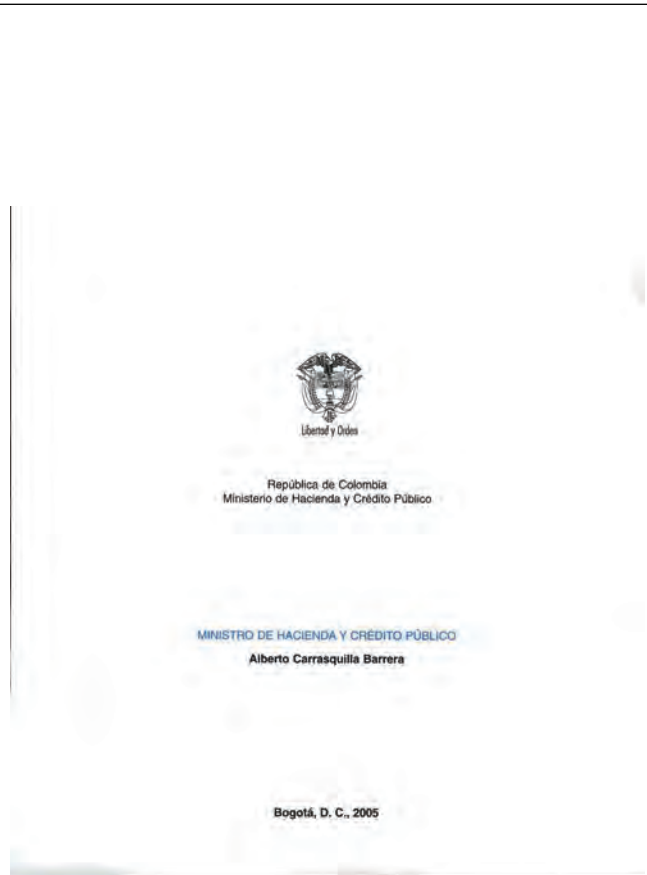 Libertad y Orden
República de Colombia
Ministerio de Hacienda y Crédito Público
MINISTRO DE HACIENDA Y CRÉDITO PÚBLICO
Alberto Carrasquilla Barrera
Bogotá, D. C., 2005